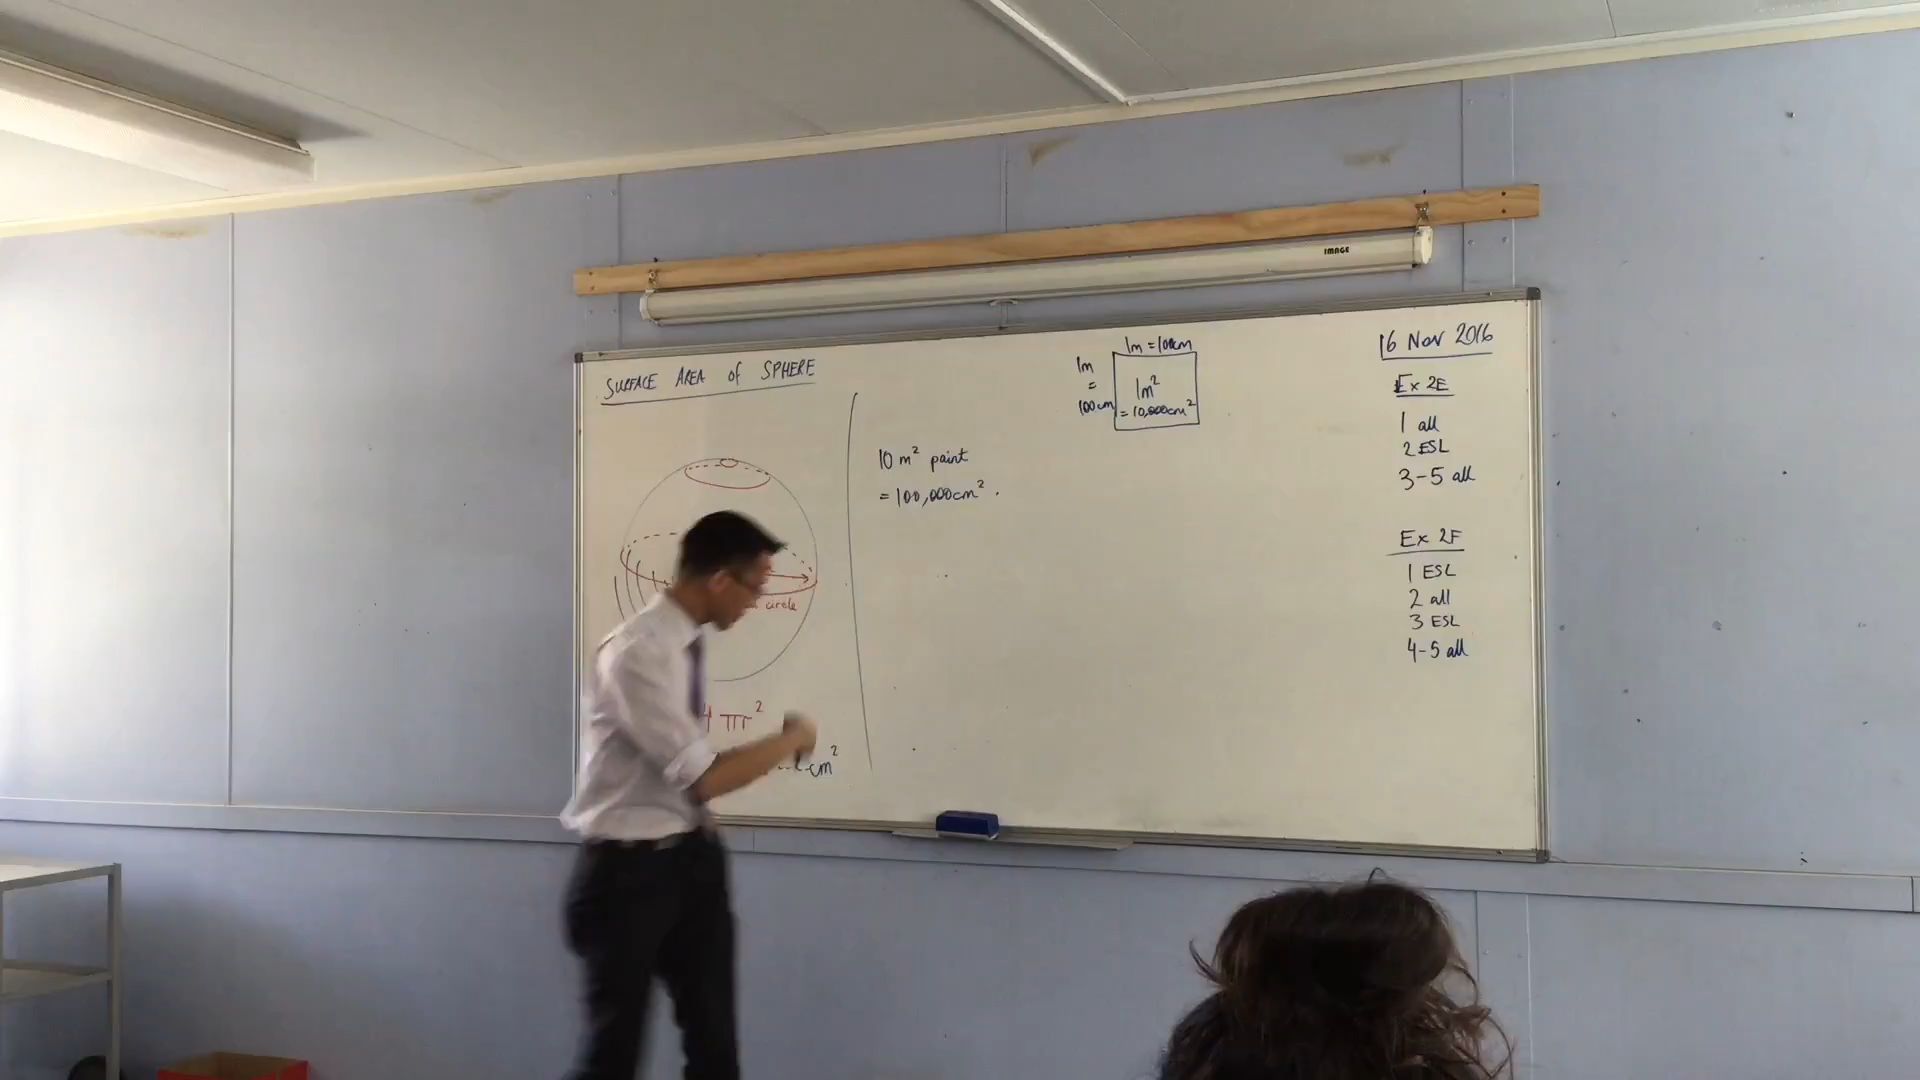 IMAGE
SURFACE AREA of SPHERE
circle
4πr²
cm²
10 m² paint
= 100,000cm².
1m = 100cm
1m
=
100cm
1m²
= 10,000cm²
16 Nov 2016
Ex 2E
1 all
2 ESL
3-5 all
Ex 2F
1 ESL
2 all
3 ESL
4-5 all